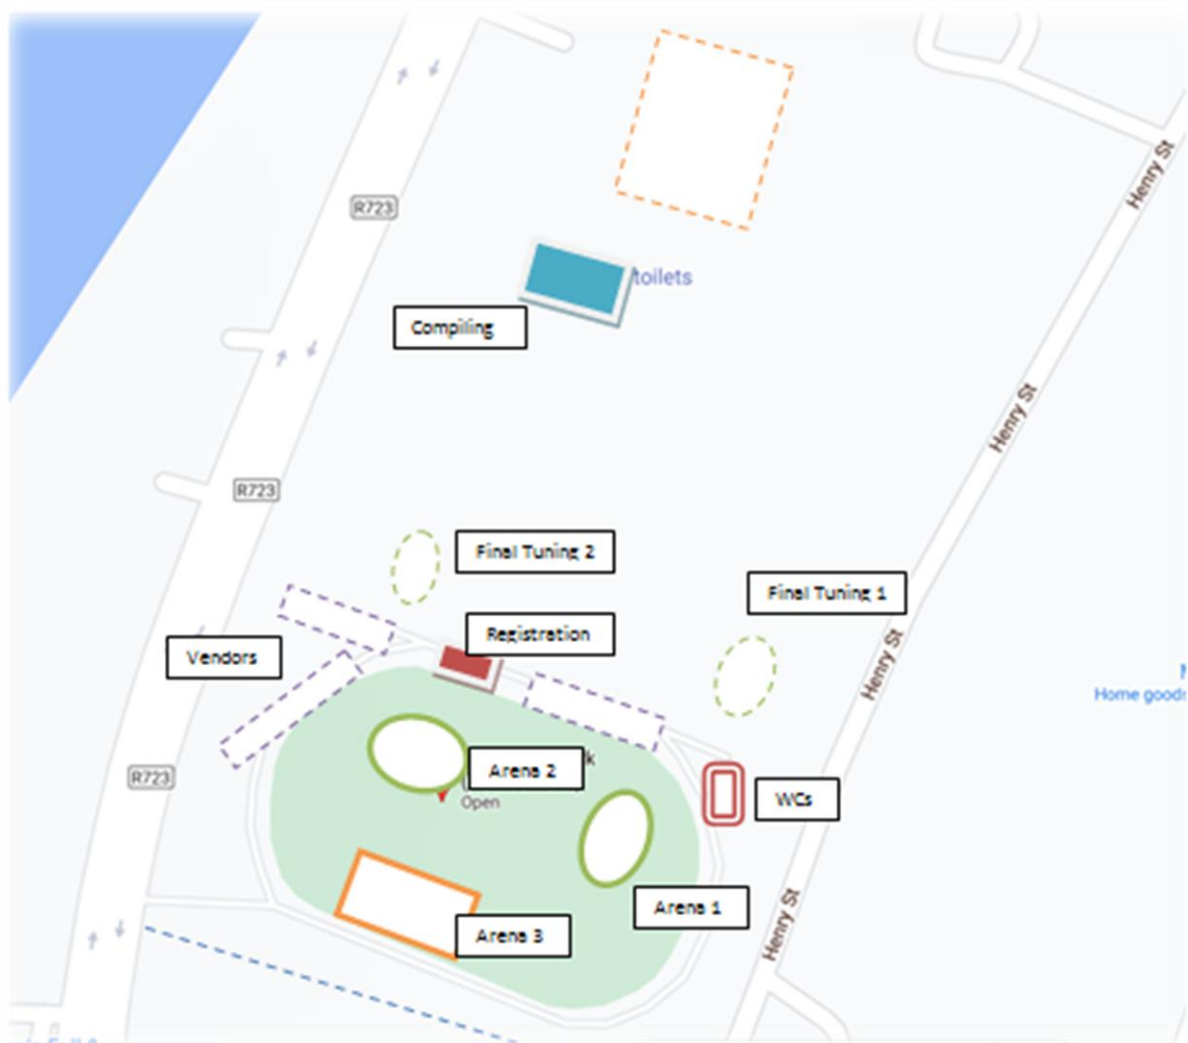 R723
Henry St
toilets
Compiling
Henry St
R723
Final Tuning 2
Final Tuning 1
Registration
Vendors
Henry St
Home goods
Arena 2
k
R723
Open
WCs
Arena 1
Henry St
Arena 3